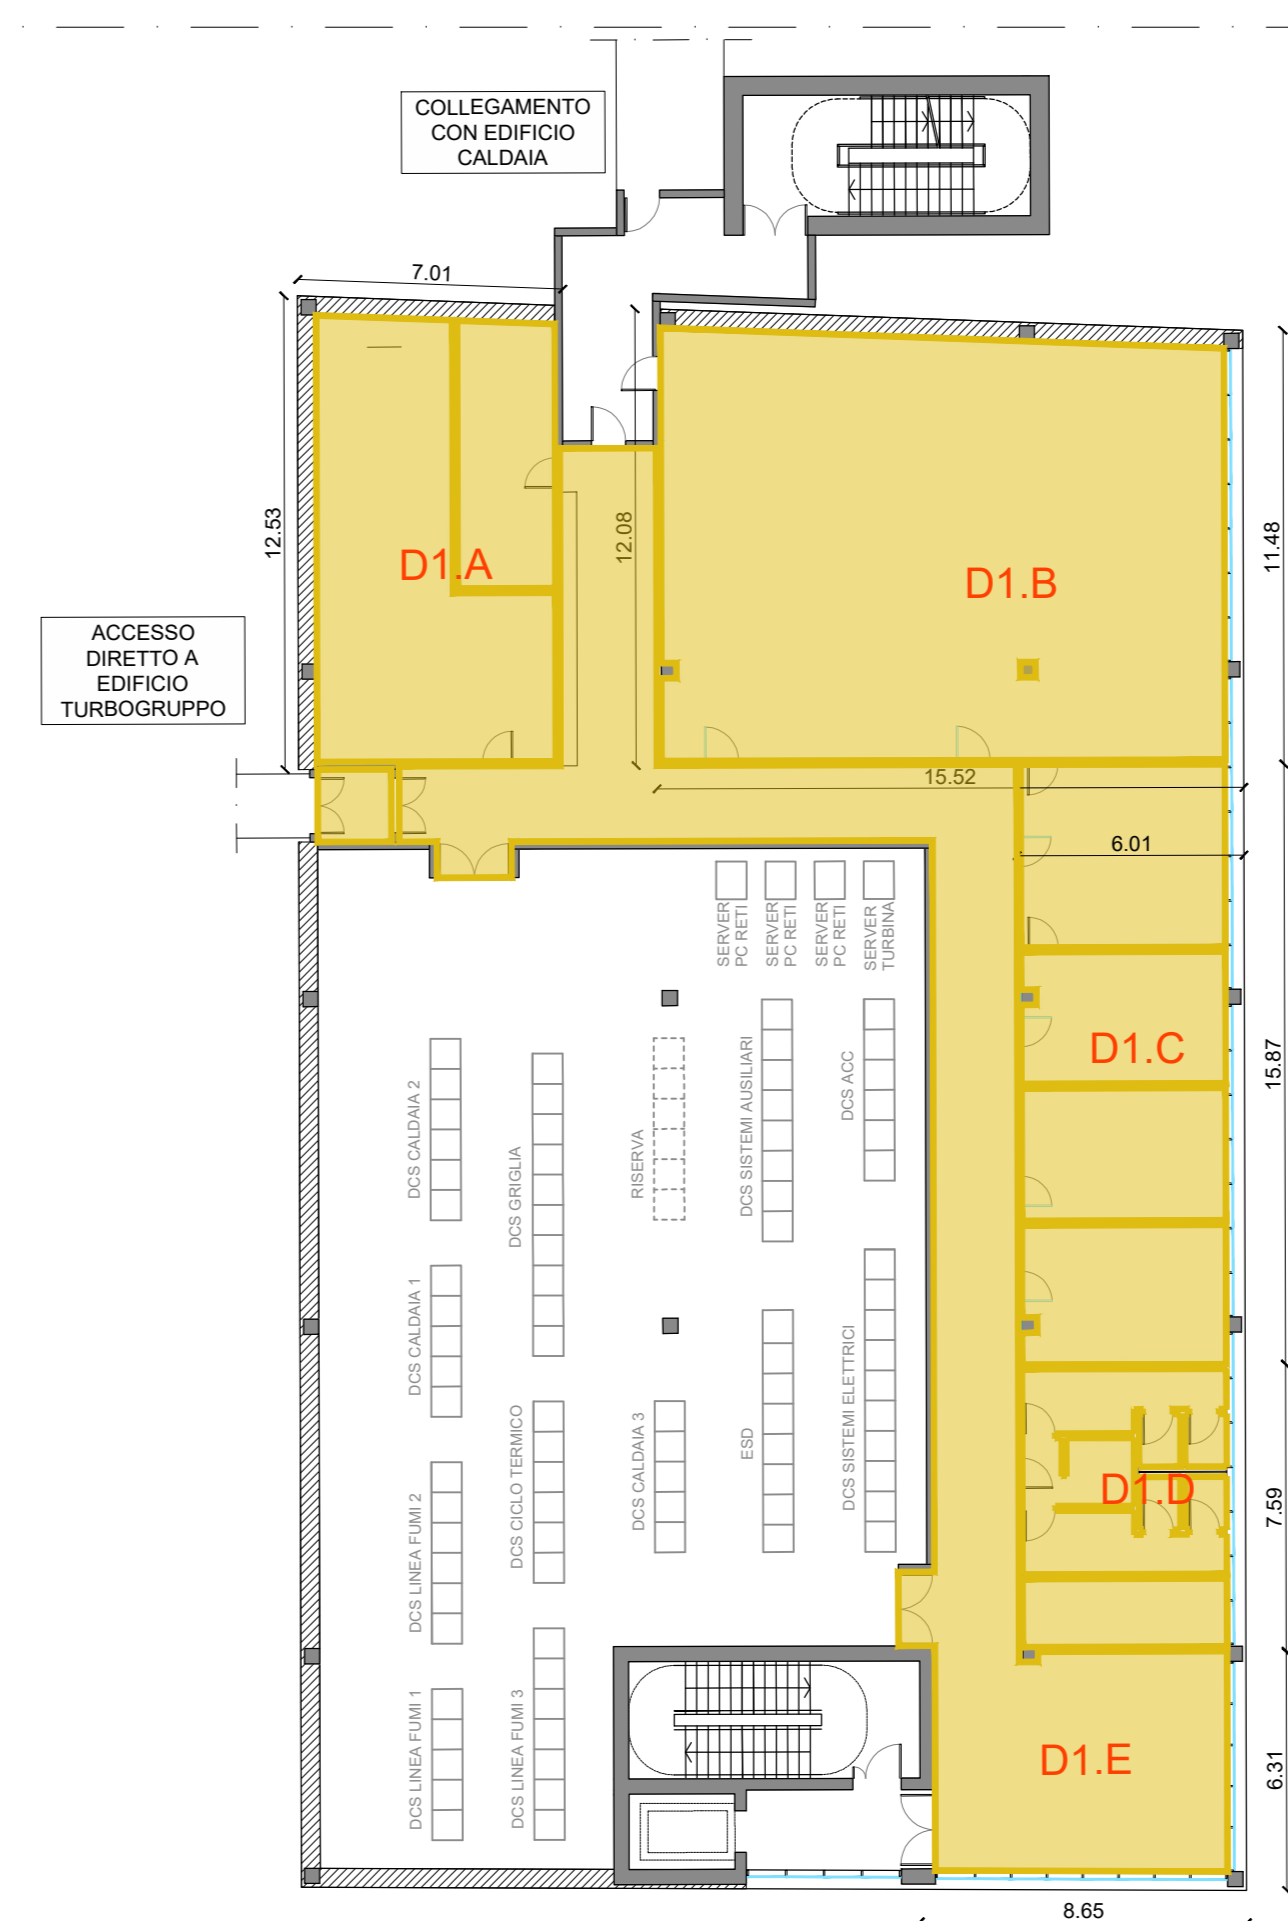 COLLEGAMENTO
CON EDIFICIO
CALDAIA
7.01
12.53
12.08
11.48
D1.A
D1.B
ACCESSO
DIRETTO A
EDIFICIO
TURBOGRUPPO
15.52
6.01
SERVER
PC RETI
SERVER
PC RETI
SERVER
PC RETI
SERVER
TURBINA
D1.C
15.87
DCS CALDAIA 2
DCS GRIGLIA
RISERVA
DCS SISTEMI AUSILIARI
DCS ACC
DCS CALDAIA 1
DCS LINEA FUMI 2
DCS CICLO TERMICO
DCS CALDAIA 3
ESD
DCS SISTEMI ELETTRICI
D1.D
7.59
DCS LINEA FUMI 1
DCS LINEA FUMI 3
D1.E
6.31
8.65